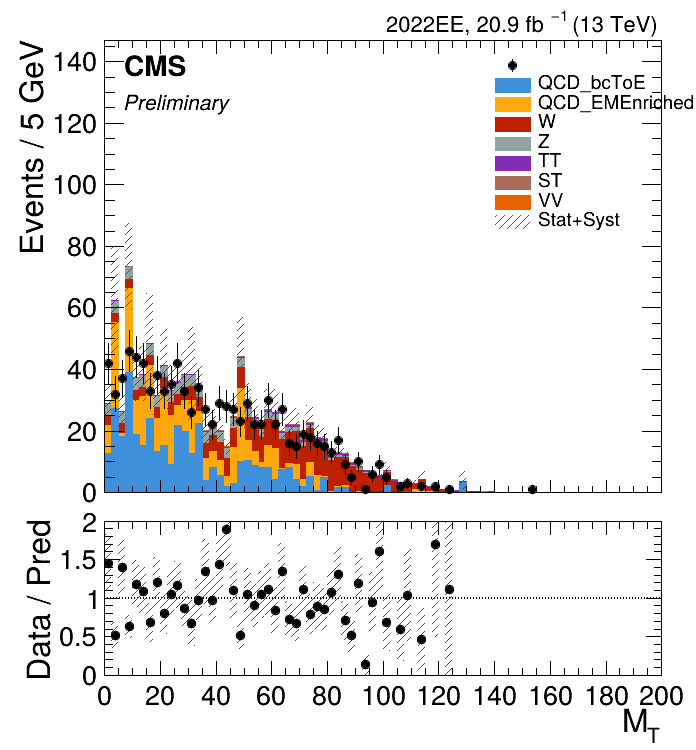 2022EE, 20.9 fb⁻¹ (13 TeV)
CMS
Preliminary
QCD_bcToE
QCD_EMEnriched
W
Z
TT
ST
VV
Stat+Syst
Events / 5 GeV
140
120
100
80
60
40
20
0
Data / Pred
2
1.5
1
0.5
0
0 20 40 60 80 100 120 140 160 180 200
M_T